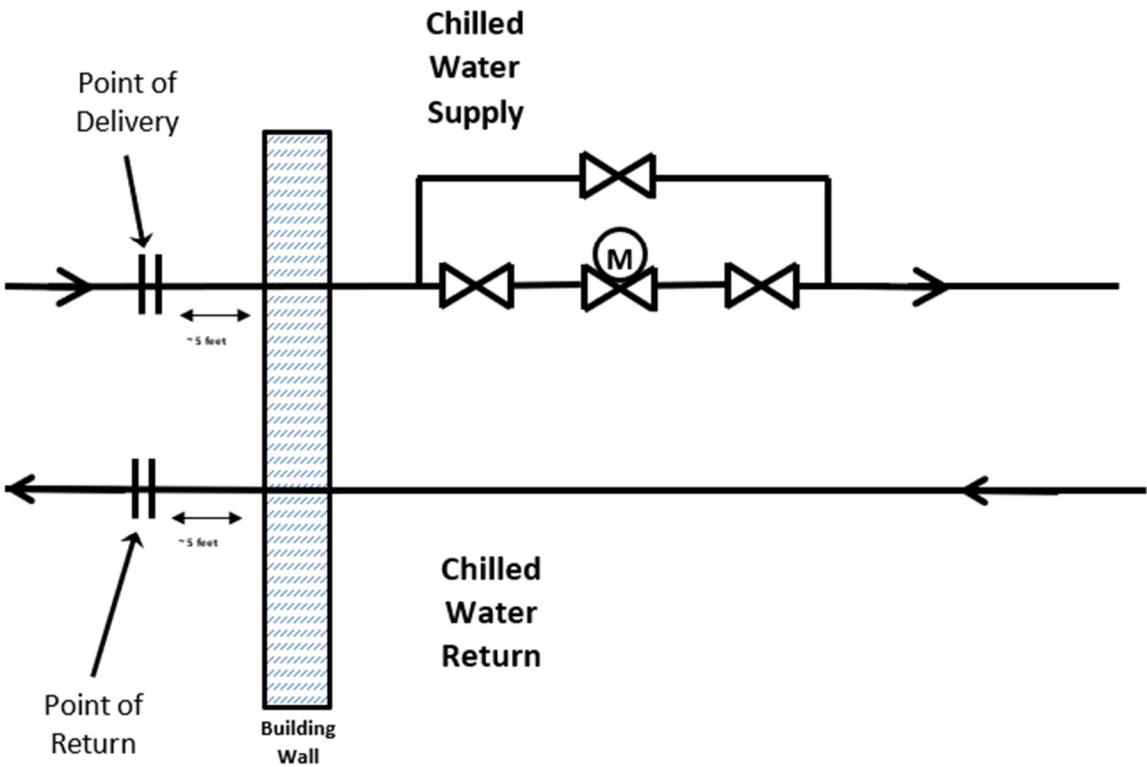 Chilled
Water
Supply
Point of
Delivery
M
~ 5 feet
~ 5 feet
Chilled
Water
Return
Point of
Return
Building
Wall